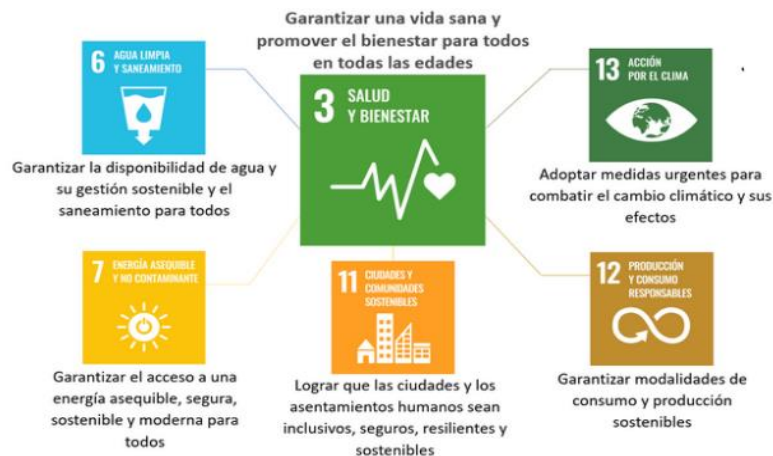 Garantizar una vida sana y
promover el bienestar para todos
en todas las edades
6 AGUA LIMPIA
Y SANEAMIENTO
Garantizar la disponibilidad de agua y
su gestión sostenible y el
saneamiento para todos
3 SALUD
Y BIENESTAR
13 ACCIÓN
POR EL CLIMA
Adoptar medidas urgentes para
combatir el cambio climático y sus
efectos
7 ENERGÍA ASEQUIBLE
Y NO CONTAMINANTE
Garantizar el acceso a una
energía asequible, segura,
sostenible y moderna para
todos
11 CIUDADES Y
COMUNIDADES
SOSTENIBLES
Lograr que las ciudades y los
asentamientos humanos sean
inclusivos, seguros, resilientes y
sostenibles
12 PRODUCCIÓN
Y CONSUMO
RESPONSABLES
Garantizar modalidades de
consumo y producción
sostenibles